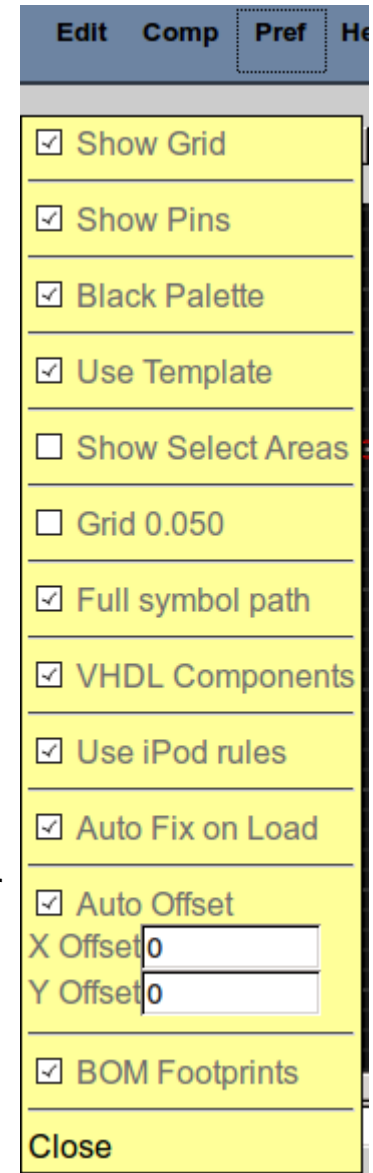 Edit Comp Pref He
Show Grid
Show Pins
Black Palette
Use Template
Show Select Areas
Grid 0.050
Full symbol path
VHDL Components
Use iPod rules
Auto Fix on Load
Auto Offset
X Offset 0
Y Offset 0
BOM Footprints
Close